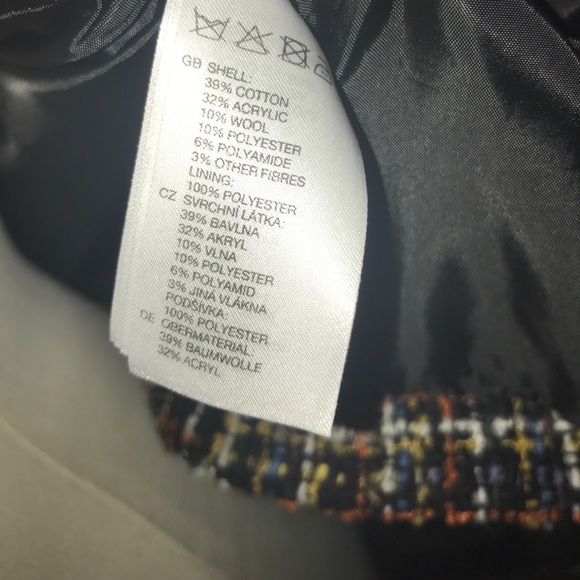 GB SHELL:
39% COTTON
32% ACRYLIC
10% WOOL
10% POLYESTER
6% POLYAMIDE
3% OTHER FIBRES
LINING:
100% POLYESTER
CZ SVRCHNÍ LÁTKA:
39% BAVLNA
32% AKRYL
10% VLNA
10% POLYESTER
6% POLYAMID
3% JINÁ VLÁKNA
PODŠÍVKA:
100% POLYESTER
DE OBERMATERIAL:
39% BAUMWOLLE
32% ACRYL